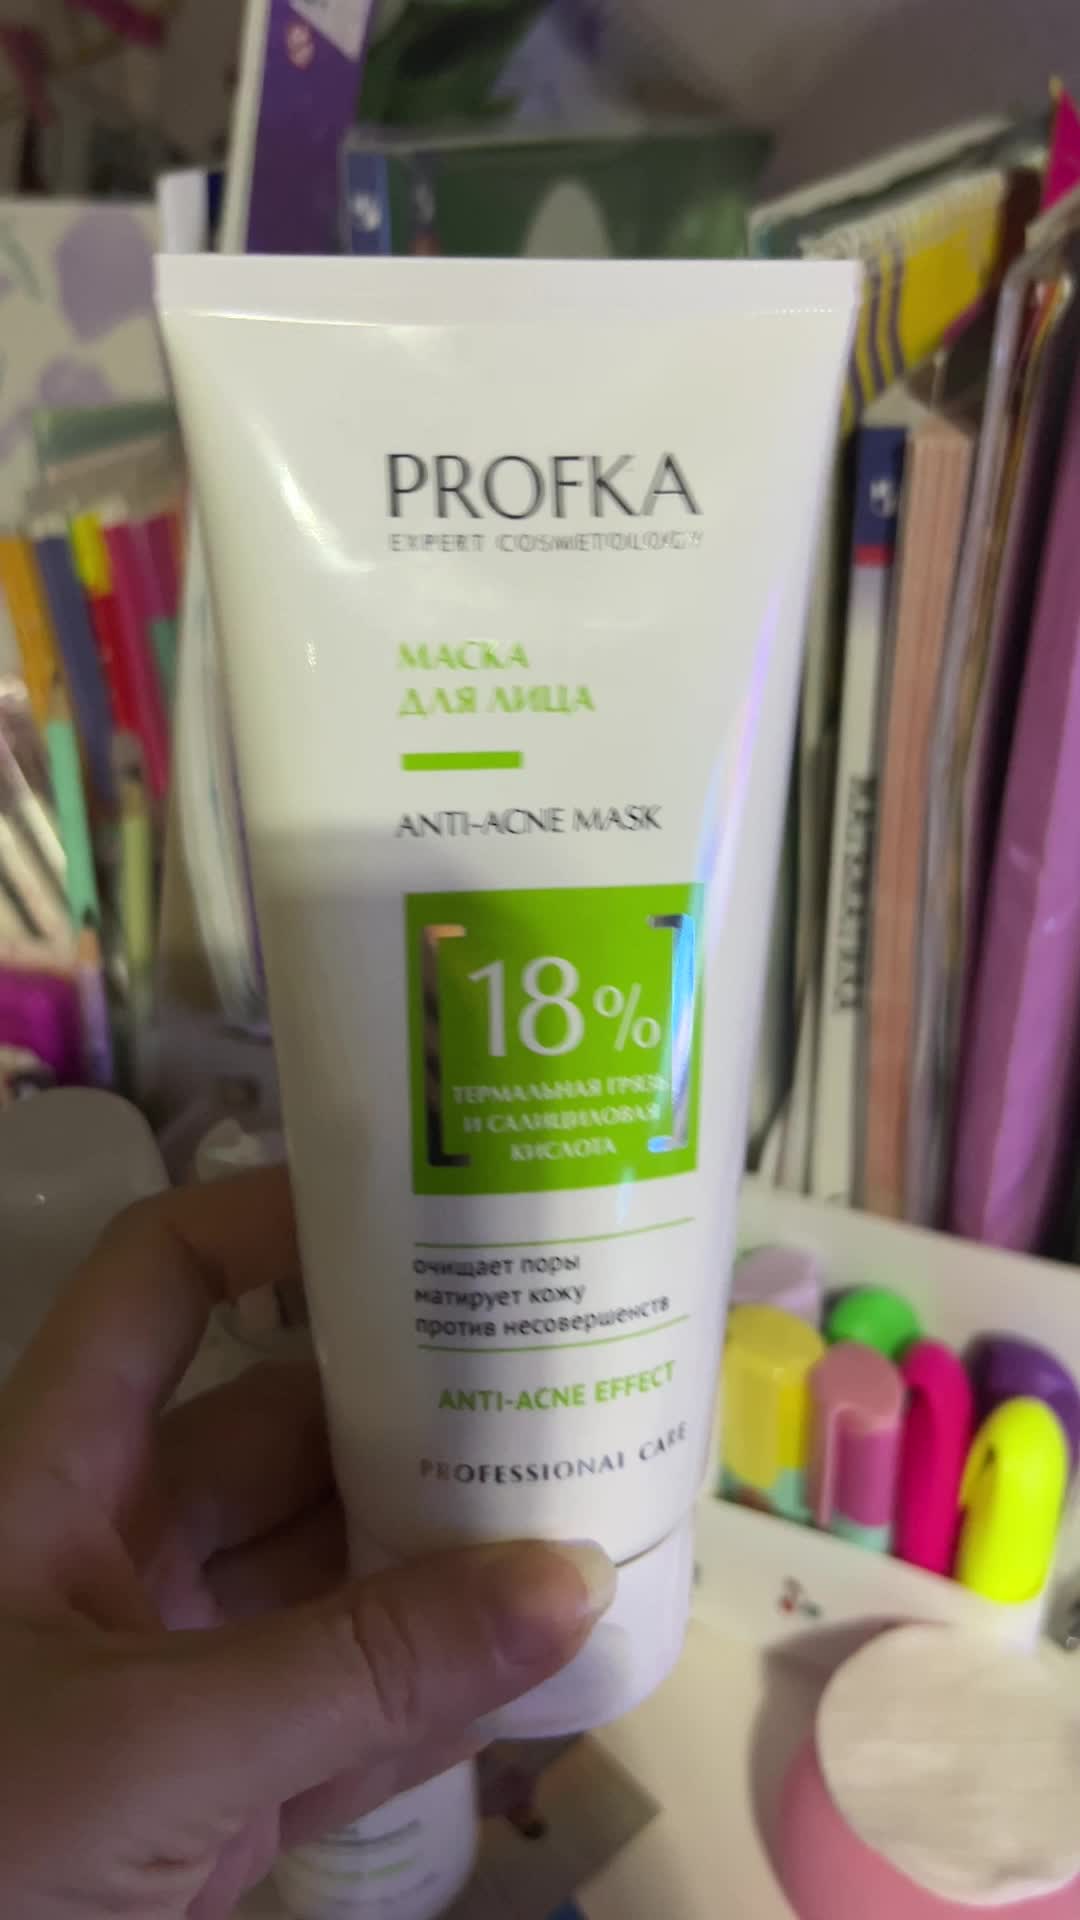 PROFKA
EXPERT COSMETOLOGY
МАСКА
ДЛЯ ЛИЦА
ANTI-ACNE MASK
18%
ТЕРМАЛЬНАЯ ГРЯЗЬ
И САЛИЦИЛОВАЯ
КИСЛОТА
очищает поры
матирует кожу
против несовершенств
ANTI-ACNE EFFECT
PROFESSIONAL CARE